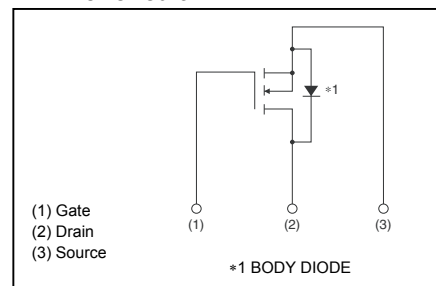 *1
(1) Gate
(2) Drain
(3) Source
(1) (2) (3)
*1 BODY DIODE